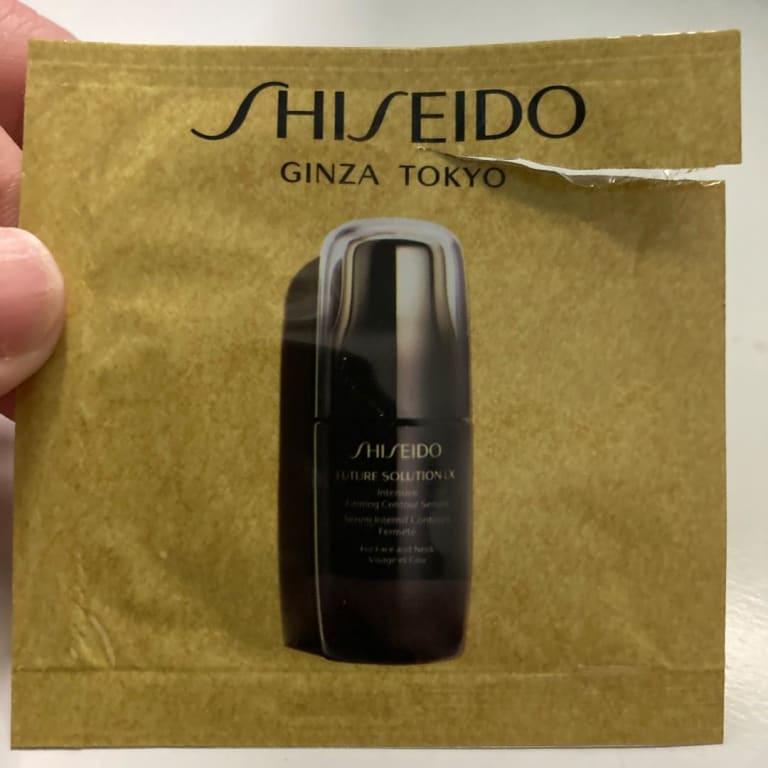 SHISEIDO
GINZA TOKYO
SHISEIDO
FUTURE SOLUTION LX
Intensive
Firming Contour Serum
Sérum Intensif Contours
Fermeté
For Face and Neck
Visage et Cou